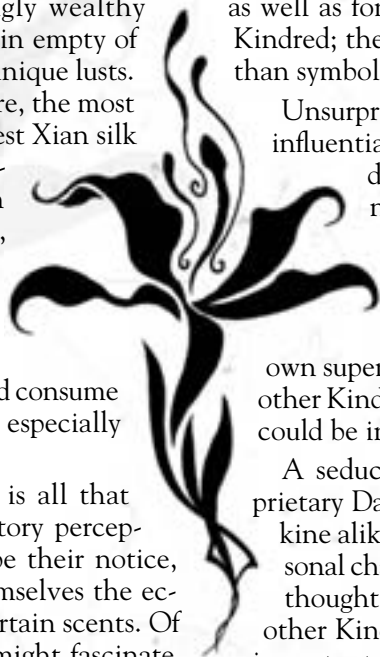 gly wealthy
in empty of
nique lusts.
re, the most
est Xian silk
-
,
d consume
especially
is all that
tory percep-
be their notice,
mselves the ec-
rtain scents. Of
might fascinate
as well as for
Kindred; the
than symbol
Unsurpr
influentia
d
own super
other Kind
could be in
A seduc
prietary Da
kine alik
sonal ch
thought
other Kin